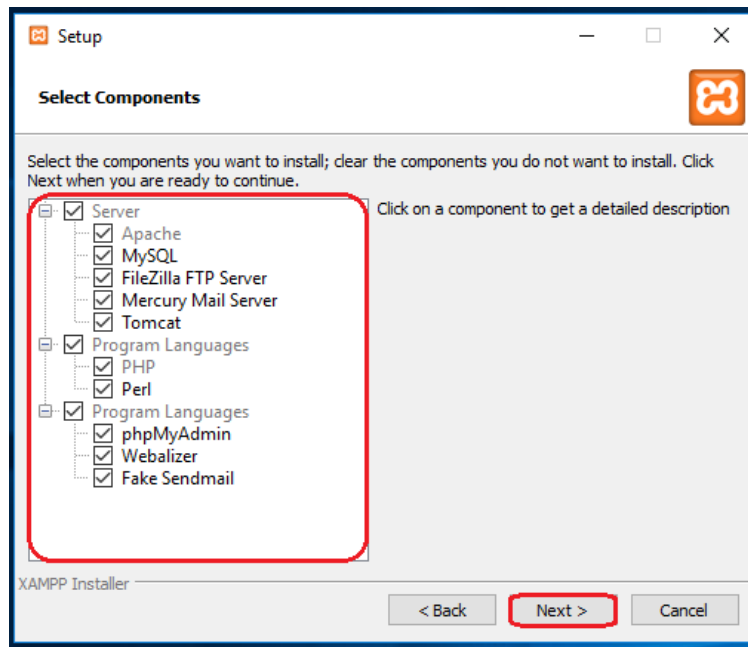 Setup
Select Components
Select the components you want to install; clear the components you do not want to install. Click
Next when you are ready to continue.
Server
Apache
MySQL
FileZilla FTP Server
Mercury Mail Server
Tomcat
Program Languages
PHP
Perl
Program Languages
phpMyAdmin
Webalizer
Fake Sendmail
Click on a component to get a detailed description
XAMPP Installer
< Back
Next >
Cancel